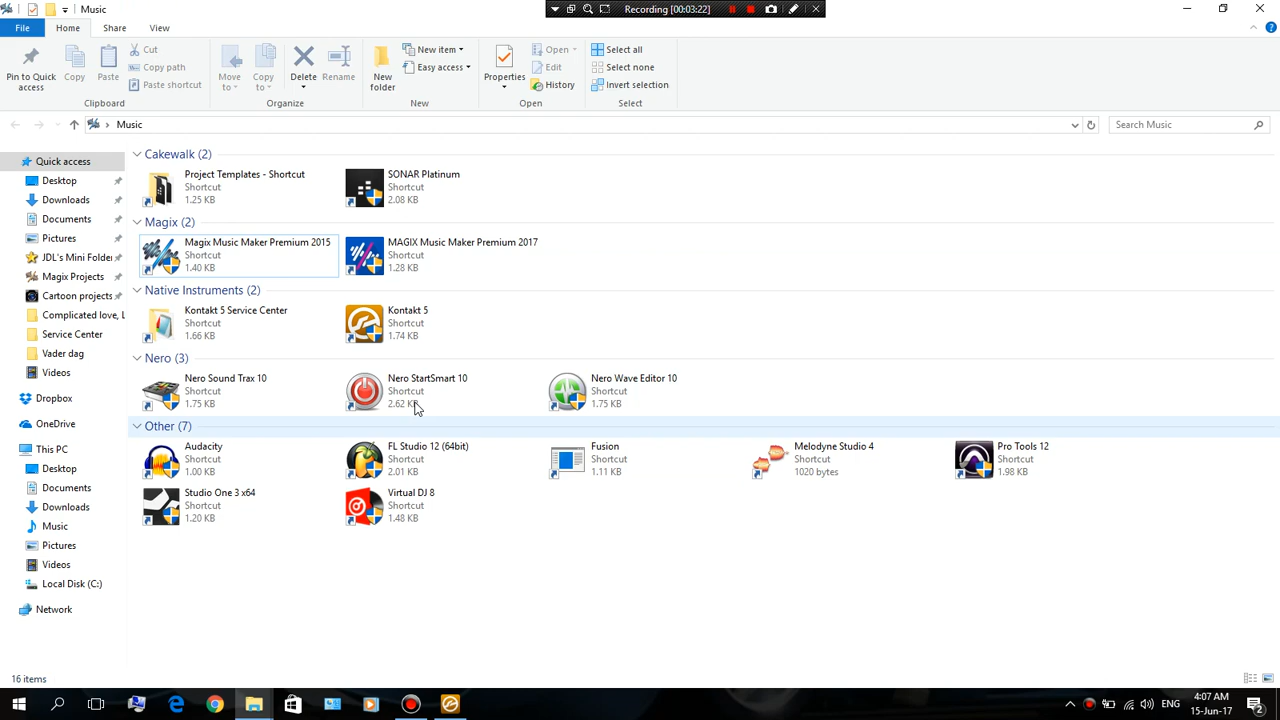 Music
Recording [00:03:22]
File Home Share View
Pin to Quick access
Copy
Paste
Cut
Copy path
Paste shortcut
Clipboard
Move to
Copy to
Delete
Rename
Organize
New folder
New item
Easy access
New
Properties
Open
Edit
History
Open
Select all
Select none
Invert selection
Select
Music
Search Music
Quick access
Desktop
Downloads
Documents
Pictures
JDL's Mini Folder
Magix Projects
Cartoon projects
Complicated love, L
Service Center
Vader dag
Videos
Dropbox
OneDrive
This PC
Desktop
Documents
Downloads
Music
Pictures
Videos
Local Disk (C:)
Network
Cakewalk (2)
Project Templates - Shortcut
Shortcut
1.25 KB
SONAR Platinum
Shortcut
2.08 KB
Magix (2)
Magix Music Maker Premium 2015
Shortcut
1.40 KB
MAGIX Music Maker Premium 2017
Shortcut
1.28 KB
Native Instruments (2)
Kontakt 5 Service Center
Shortcut
1.66 KB
Kontakt 5
Shortcut
1.74 KB
Nero (3)
Nero Sound Trax 10
Shortcut
1.75 KB
Nero StartSmart 10
Shortcut
2.62 KB
Nero Wave Editor 10
Shortcut
1.75 KB
Other (7)
Audacity
Shortcut
1.00 KB
FL Studio 12 (64bit)
Shortcut
2.01 KB
Fusion
Shortcut
1.11 KB
Melodyne Studio 4
Shortcut
1020 bytes
Pro Tools 12
Shortcut
1.98 KB
Studio One 3 x64
Shortcut
1.20 KB
Virtual DJ 8
Shortcut
1.48 KB
16 items
ENG
4:07 AM
15-Jun-17
2